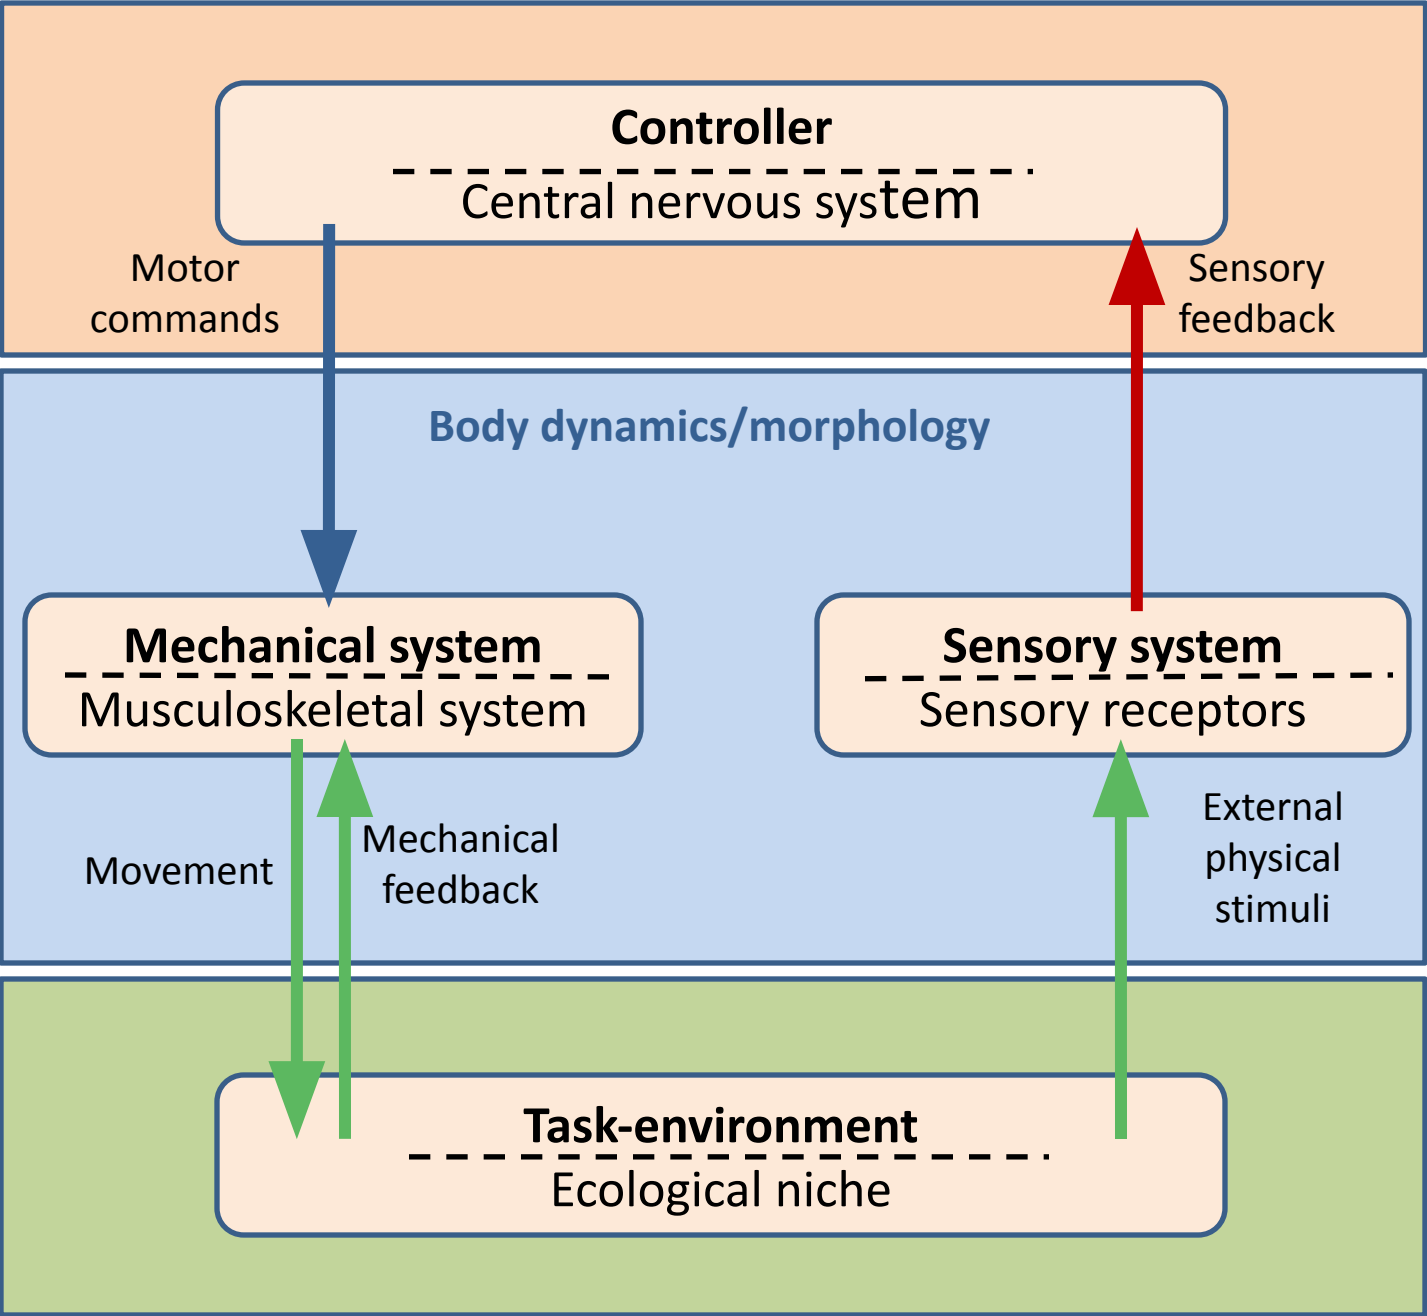 Controller
Central nervous system
Motor
commands
Sensory
feedback
Body dynamics/morphology
Mechanical system
Musculoskeletal system
Sensory system
Sensory receptors
Movement
Mechanical
feedback
External
physical
stimuli
Task-environment
Ecological niche